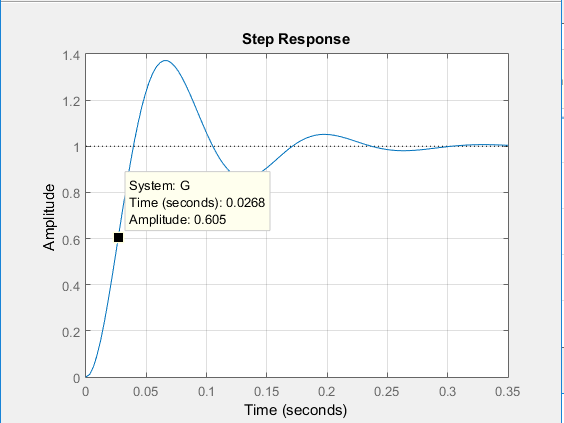 Step Response
1.4
1.2
1
0.8
0.6
0.4
0.2
0
Amplitude
System: G
Time (seconds): 0.0268
Amplitude: 0.605
0 0.05 0.1 0.15 0.2 0.25 0.3 0.35
Time (seconds)